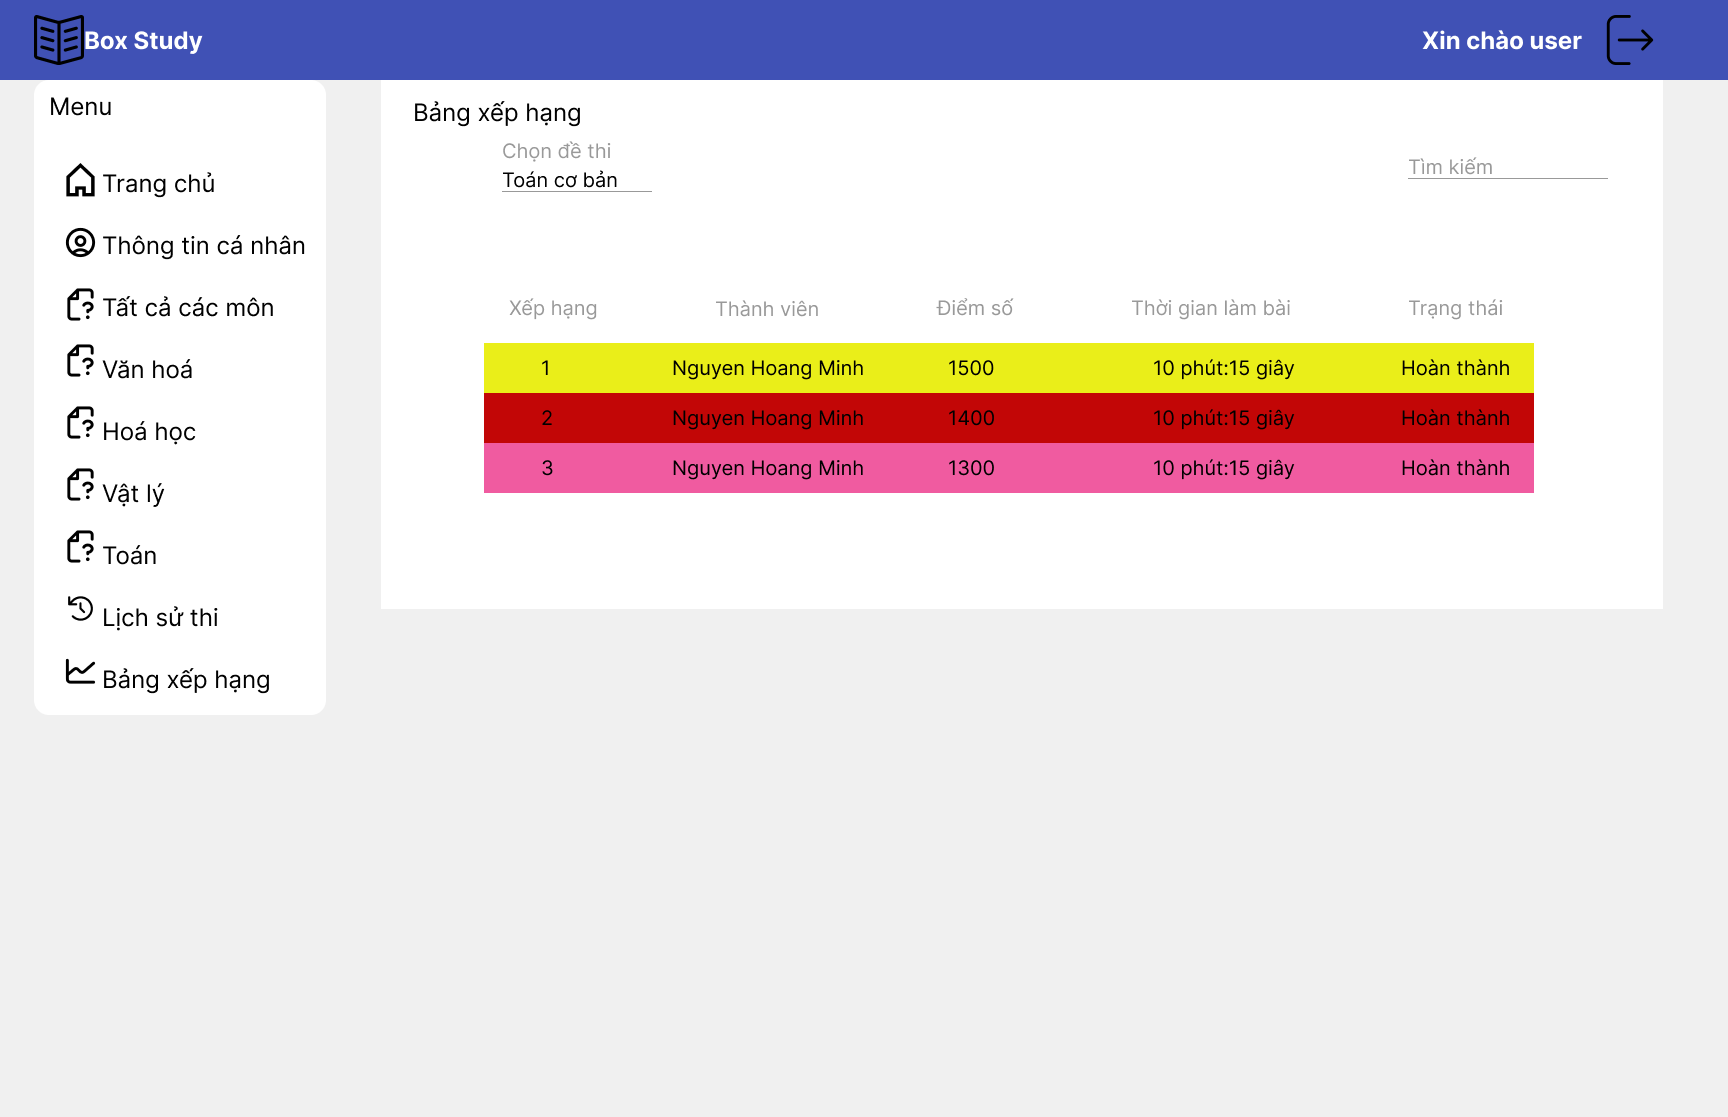 Box Study
Xin chào user
Menu
Trang chủ
Thông tin cá nhân
Tất cả các môn
Văn hoá
Hoá học
Vật lý
Toán
Lịch sử thi
Bảng xếp hạng
Bảng xếp hạng
Chọn đề thi
Toán cơ bản
Tìm kiếm
Xếp hạng Thành viên Điểm số Thời gian làm bài Trạng thái
1 Nguyen Hoang Minh 1500 10 phút:15 giây Hoàn thành
2 Nguyen Hoang Minh 1400 10 phút:15 giây Hoàn thành
3 Nguyen Hoang Minh 1300 10 phút:15 giây Hoàn thành